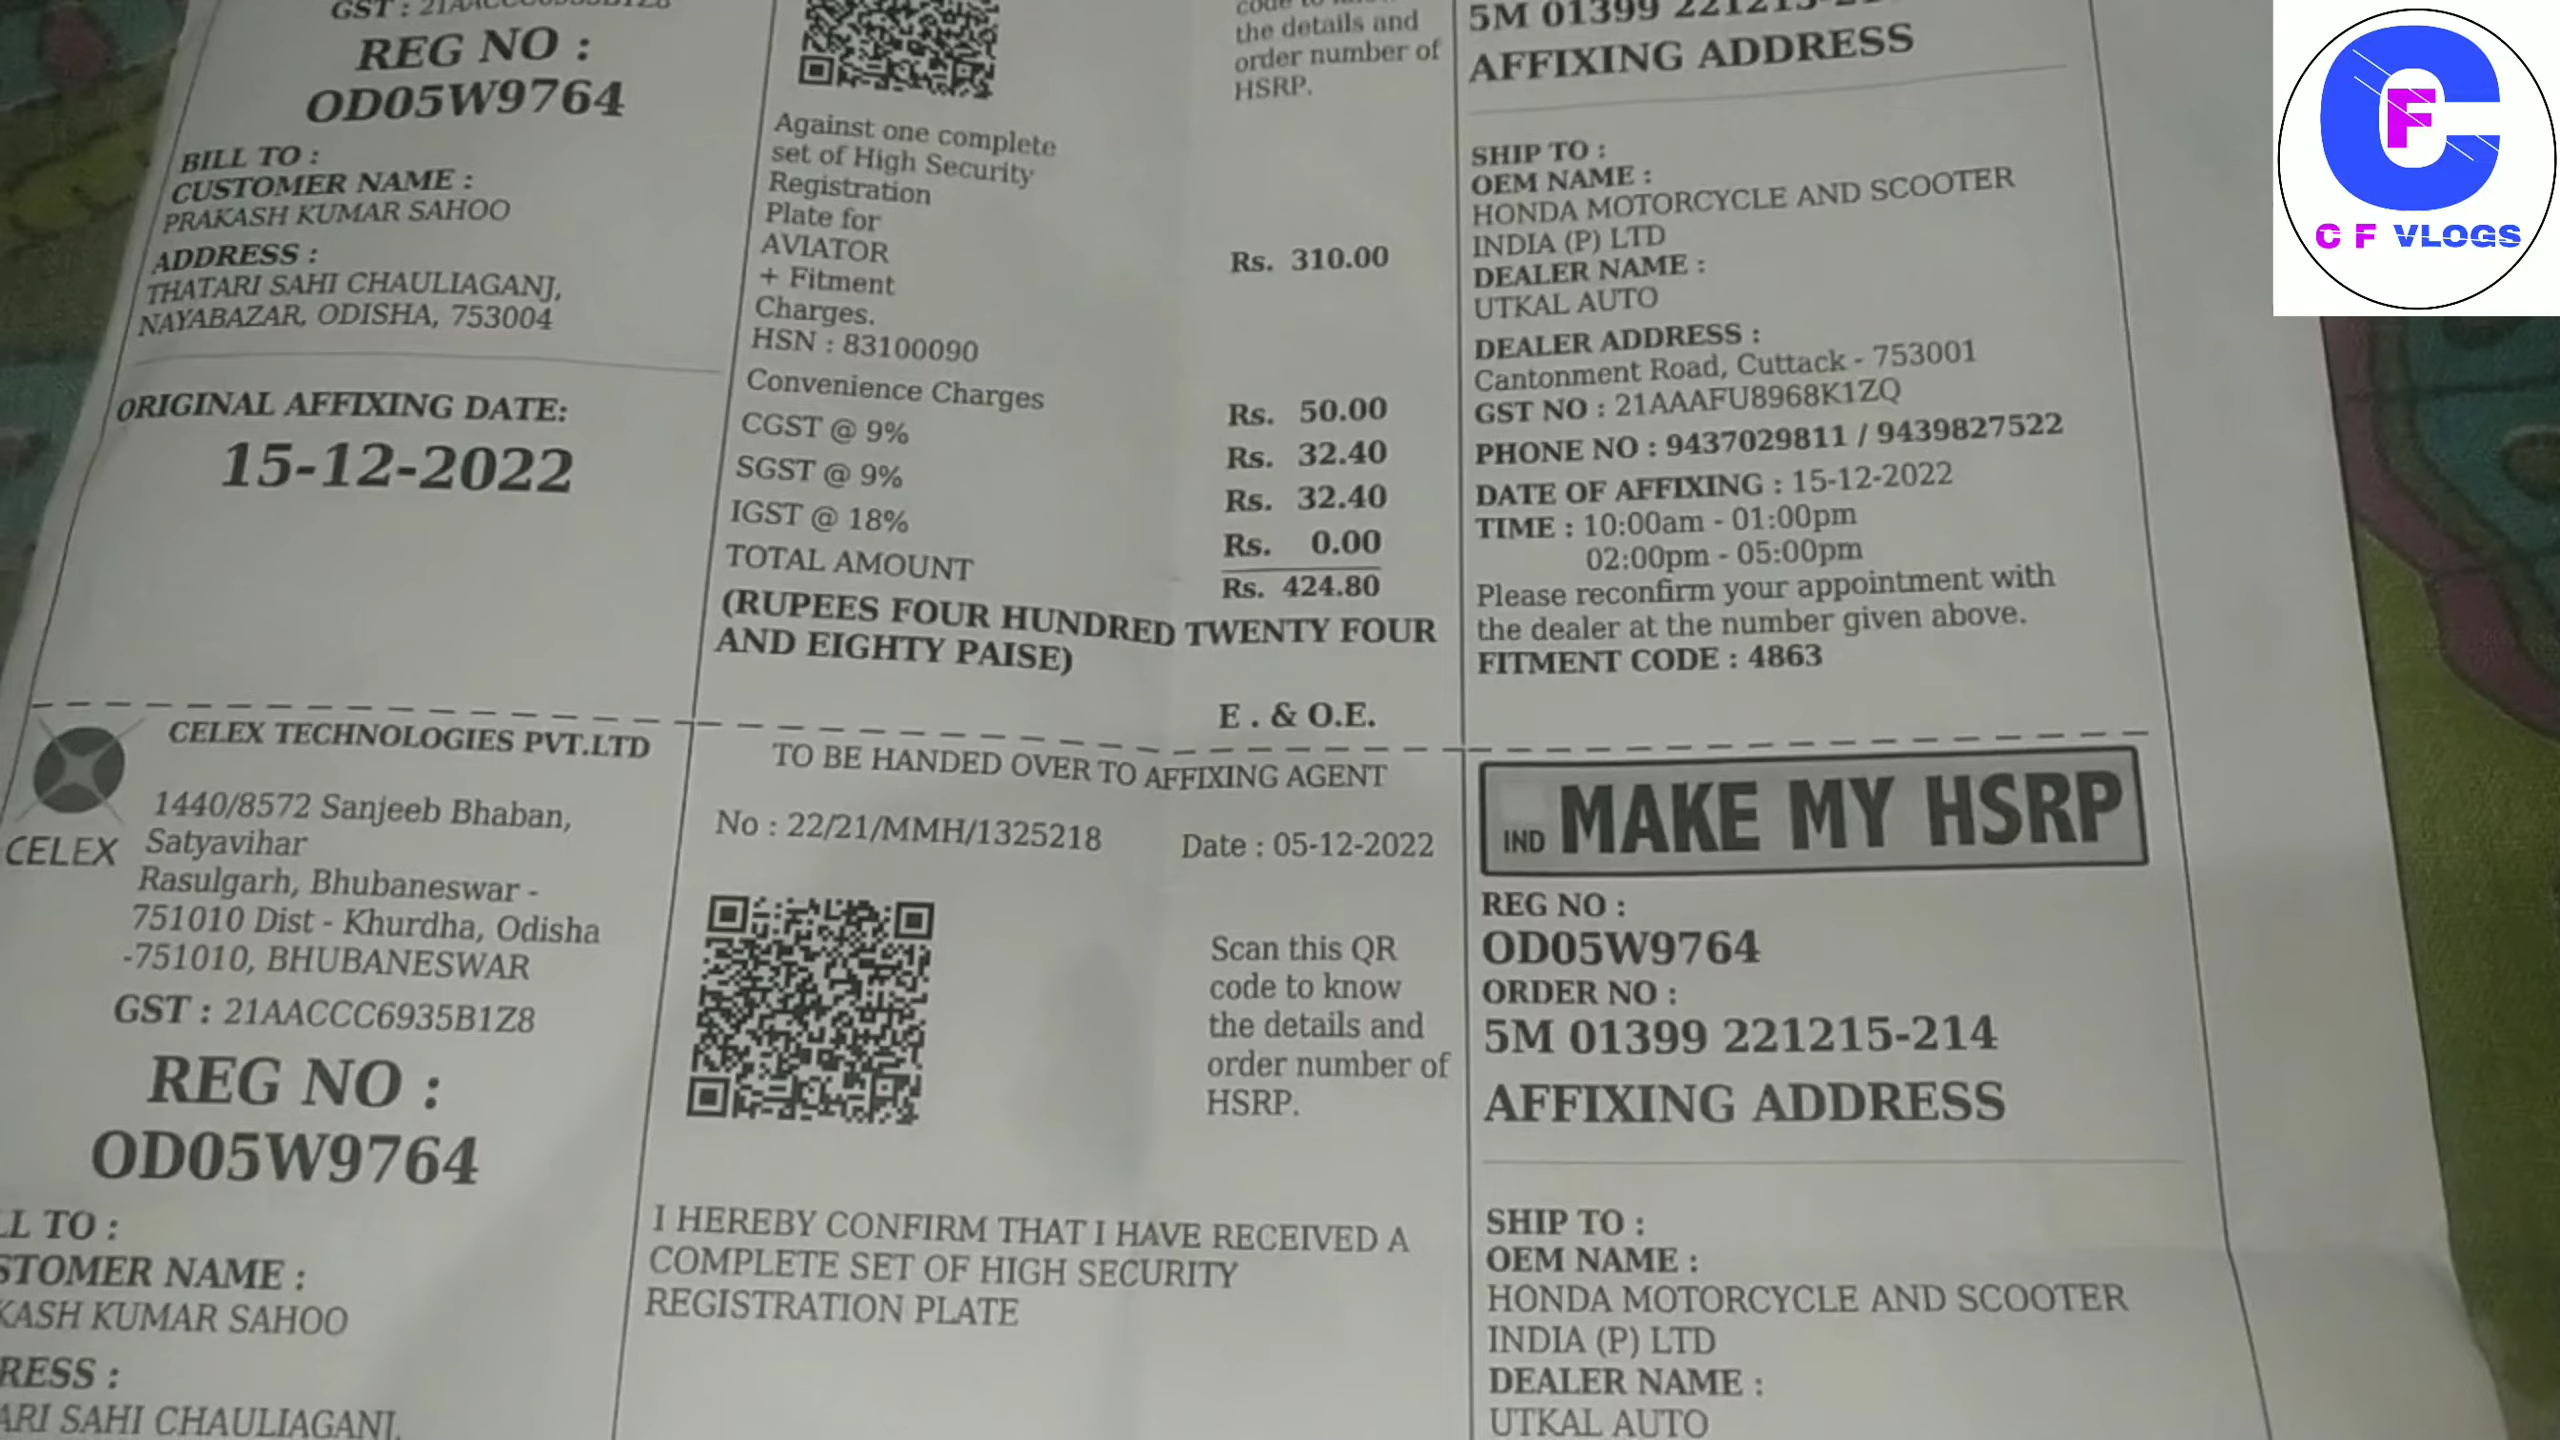 REG NO :
OD05W9764
BILL TO :
CUSTOMER NAME :
PRAKASH KUMAR SAHOO
ADDRESS :
THATARI SAHI CHAULIAGANJ,
NAYABAZAR, ODISHA, 753004
ORIGINAL AFFIXING DATE:
15-12-2022
the details and
order number of
HSRP.
Against one complete
set of High Security
Registration
Plate for
AVIATOR
+ Fitment
Charges.
Rs. 310.00
HSN : 83100090
Convenience Charges Rs. 50.00
CGST @ 9% Rs. 32.40
SGST @ 9% Rs. 32.40
IGST @ 18% Rs. 0.00
TOTAL AMOUNT Rs. 424.80
(RUPEES FOUR HUNDRED TWENTY FOUR
AND EIGHTY PAISE)
E . & O.E.
AFFIXING ADDRESS
SHIP TO :
OEM NAME :
HONDA MOTORCYCLE AND SCOOTER
INDIA (P) LTD
DEALER NAME :
UTKAL AUTO
DEALER ADDRESS :
Cantonment Road, Cuttack - 753001
GST NO : 21AAAFU8968K1ZQ
PHONE NO : 9437029811 / 9439827522
DATE OF AFFIXING : 15-12-2022
TIME : 10:00am - 01:00pm
02:00pm - 05:00pm
Please reconfirm your appointment with
the dealer at the number given above.
FITMENT CODE : 4863
C F
C F VLOGS
CELEX TECHNOLOGIES PVT.LTD
CELEX
1440/8572 Sanjeeb Bhaban,
Satyavihar
Rasulgarh, Bhubaneswar -
751010 Dist - Khurdha, Odisha
-751010, BHUBANESWAR
GST : 21AACCC6935B1Z8
REG NO :
OD05W9764
LL TO :
STOMER NAME :
KASH KUMAR SAHOO
RESS :
ARI SAHI CHAULIAGANJ,
TO BE HANDED OVER TO AFFIXING AGENT
No : 22/21/MMH/1325218 Date : 05-12-2022
Scan this QR
code to know
the details and
order number of
HSRP.
I HEREBY CONFIRM THAT I HAVE RECEIVED A
COMPLETE SET OF HIGH SECURITY
REGISTRATION PLATE
IND MAKE MY HSRP
REG NO :
OD05W9764
ORDER NO :
5M 01399 221215-214
AFFIXING ADDRESS
SHIP TO :
OEM NAME :
HONDA MOTORCYCLE AND SCOOTER
INDIA (P) LTD
DEALER NAME :
UTKAL AUTO